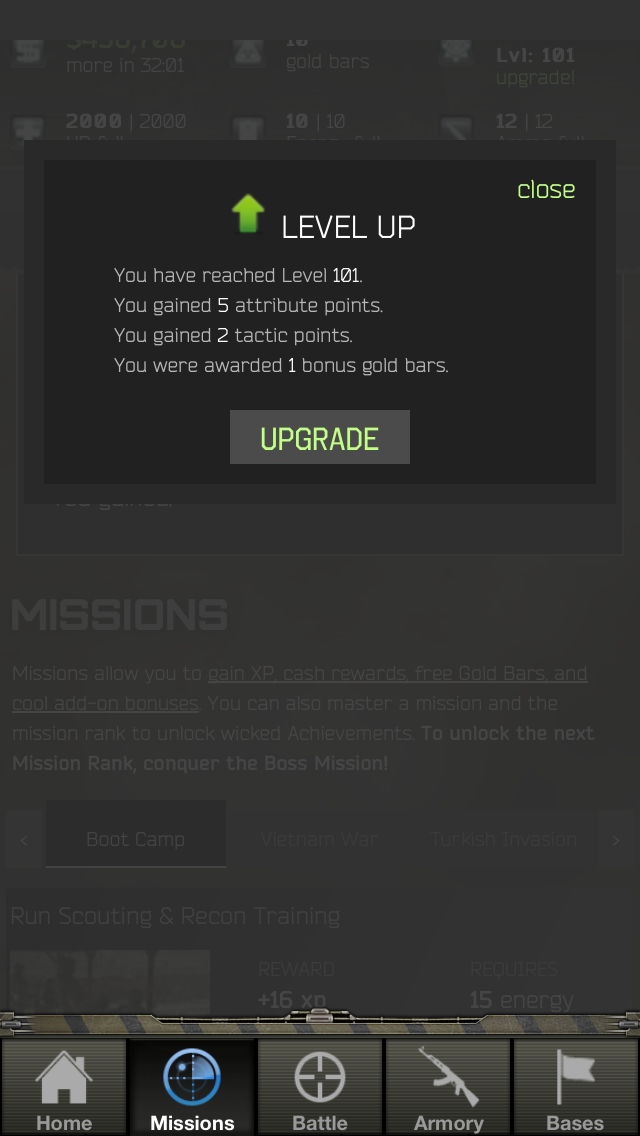 more in 32:01
gold bars
Lvl: 101
upgrade!
2000 | 2000
10 | 10
12 | 12
close
LEVEL UP
You have reached Level 101.
You gained 5 attribute points.
You gained 2 tactic points.
You were awarded 1 bonus gold bars.
UPGRADE
You gained:
MISSIONS
Missions allow you to gain XP, cash rewards, free Gold Bars, and
cool add-on bonuses. You can also master a mission and the
mission rank to unlock wicked Achievements. To unlock the next
Mission Rank, conquer the Boss Mission!
< Boot Camp Vietnam War Turkish Invasion >
Run Scouting & Recon Training
REWARD REQUIRES
+16 xp 15 energy
Home Missions Battle Armory Bases